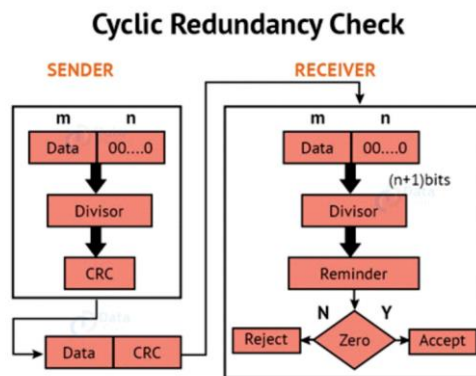 Cyclic Redundancy Check
SENDER
m n
Data 00....0
Divisor
CRC
Data CRC
RECEIVER
m n
Data 00....0
(n+1)bits
Divisor
Reminder
N Y
Reject Zero Accept